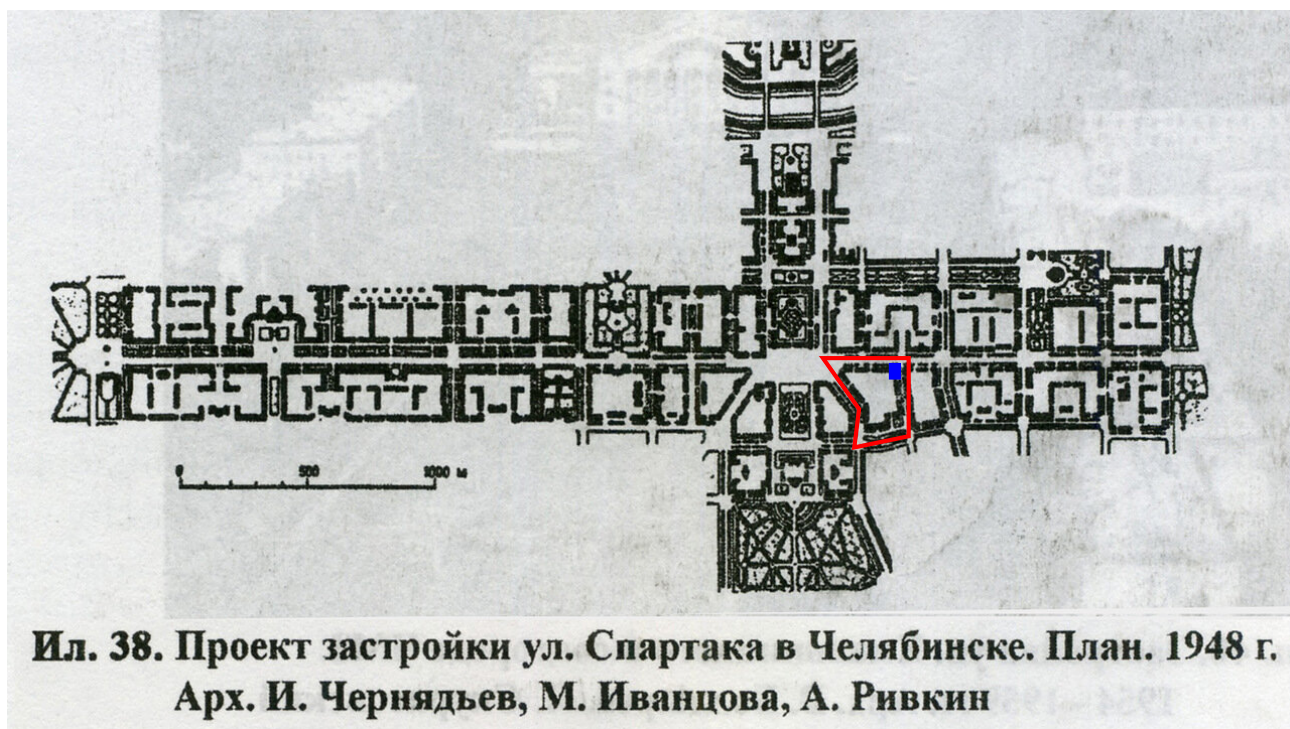 0 500 1000 м
Ил. 38. Проект застройки ул. Спартака в Челябинске. План. 1948 г.
Арх. И. Чернядьев, М. Иванцова, А. Ривкин